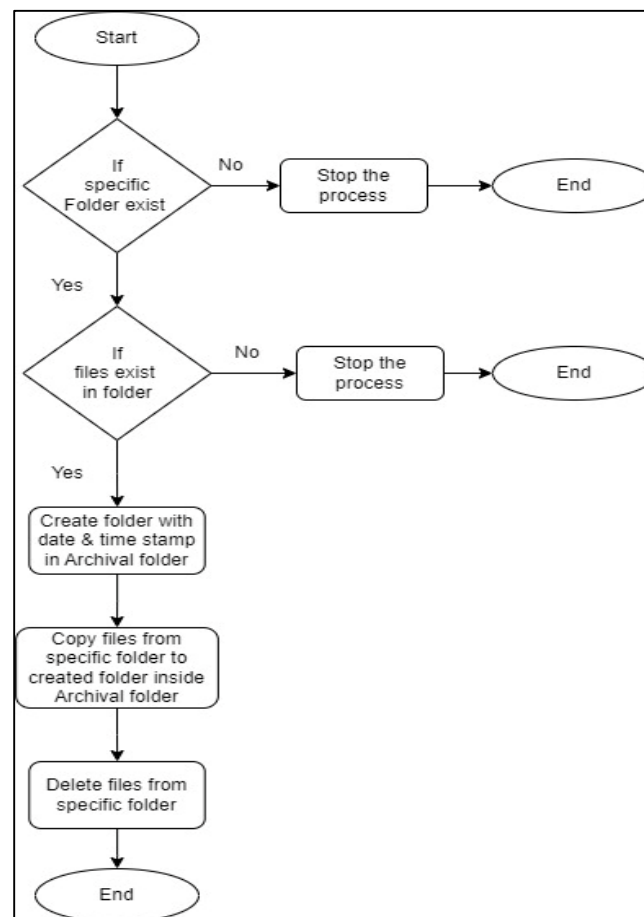 Start
If
specific
Folder exist
No
Stop the
process
End
Yes
If
files exist
in folder
No
Stop the
process
End
Yes
Create folder with
date & time stamp
in Archival folder
Copy files from
specific folder to
created folder inside
Archival folder
Delete files from
specific folder
End